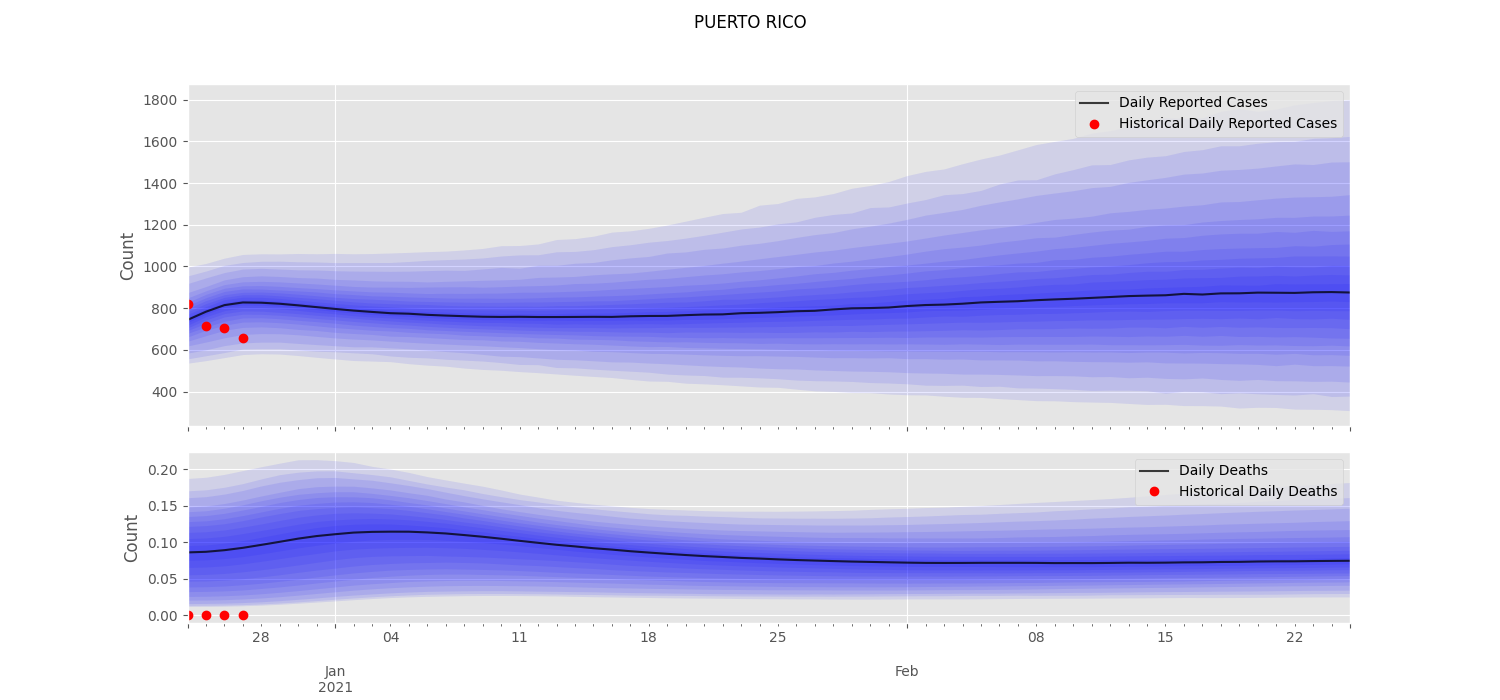 PUERTO RICO
1800
1600
1400
1200
1000
800
600
400
Count
Daily Reported Cases
Historical Daily Reported Cases
0.20
0.15
0.10
0.05
0.00
Count
Daily Deaths
Historical Daily Deaths
28 04 11 18 25 08 15 22
Jan Feb
2021